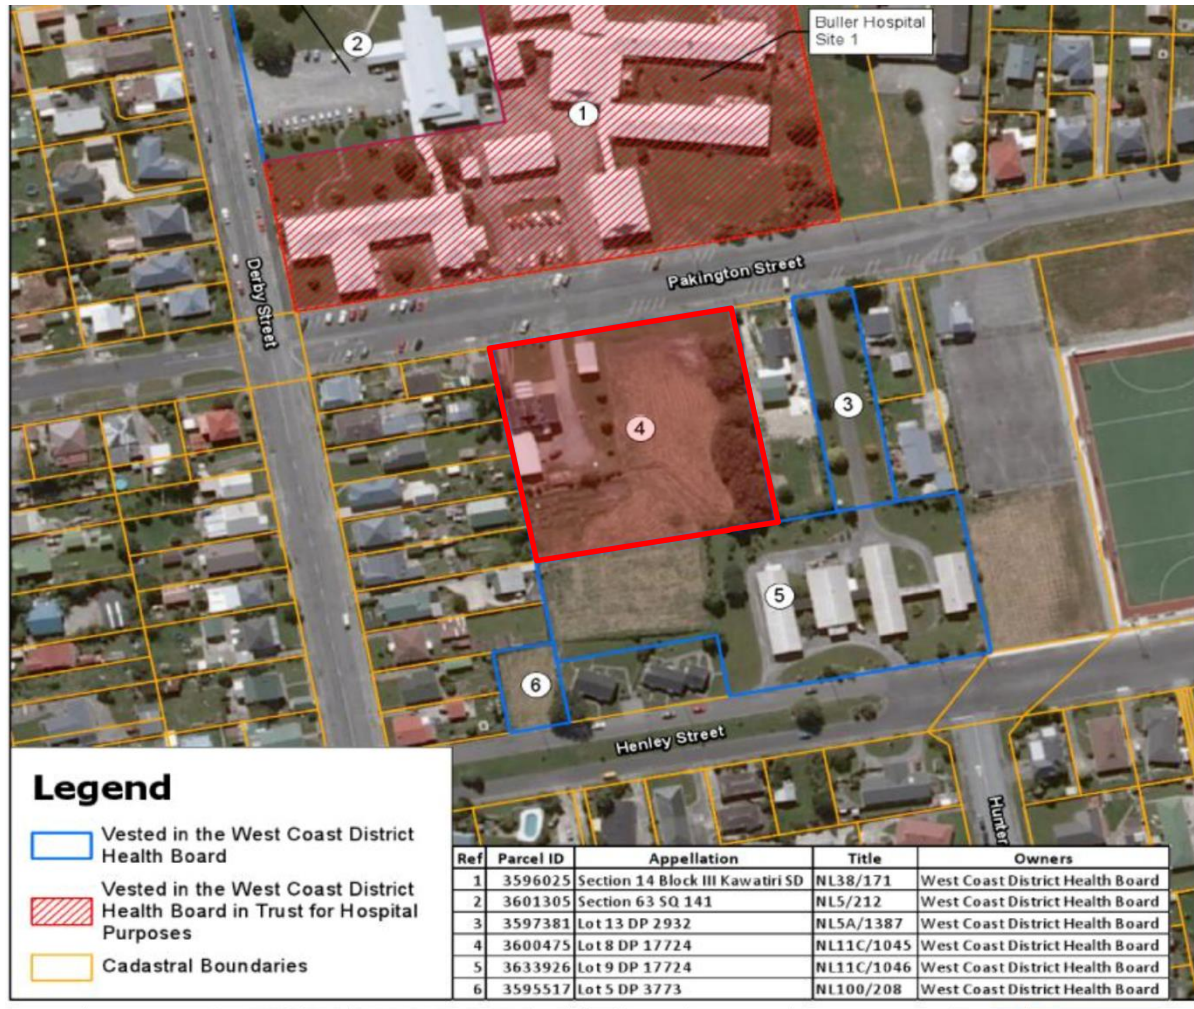 2
Buller Hospital
Site 1
1
Pakington Street
Derby Street
3
4
5
6
Henley Street
Hunter
Legend
Vested in the West Coast District
Health Board
Vested in the West Coast District
Health Board in Trust for Hospital
Purposes
Cadastral Boundaries
Ref Parcel ID Appellation Title Owners
1 3596025 Section 14 Block III Kawatiri SD NL38/171 West Coast District Health Board
2 3601305 Section 63 SQ 141 NL5/212 West Coast District Health Board
3 3597381 Lot 13 DP 2932 NL5A/1387 West Coast District Health Board
4 3600475 Lot 8 DP 17724 NL11C/1045 West Coast District Health Board
5 3633926 Lot 9 DP 17724 NL11C/1046 West Coast District Health Board
6 3595517 Lot 5 DP 3773 NL100/208 West Coast District Health Board